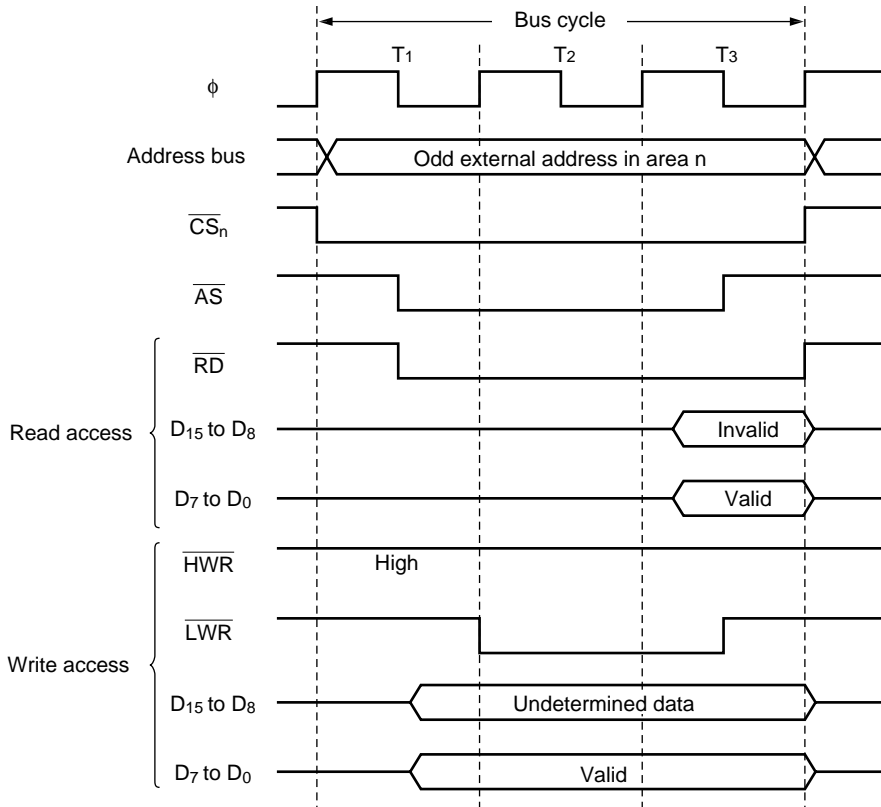 Bus cycle
T1 T2 T3
ϕ
Address bus Odd external address in area n
CSn
AS
RD
Read access D15 to D8 Invalid
D7 to D0 Valid
HWR High
LWR
Write access D15 to D8 Undetermined data
D7 to D0 Valid